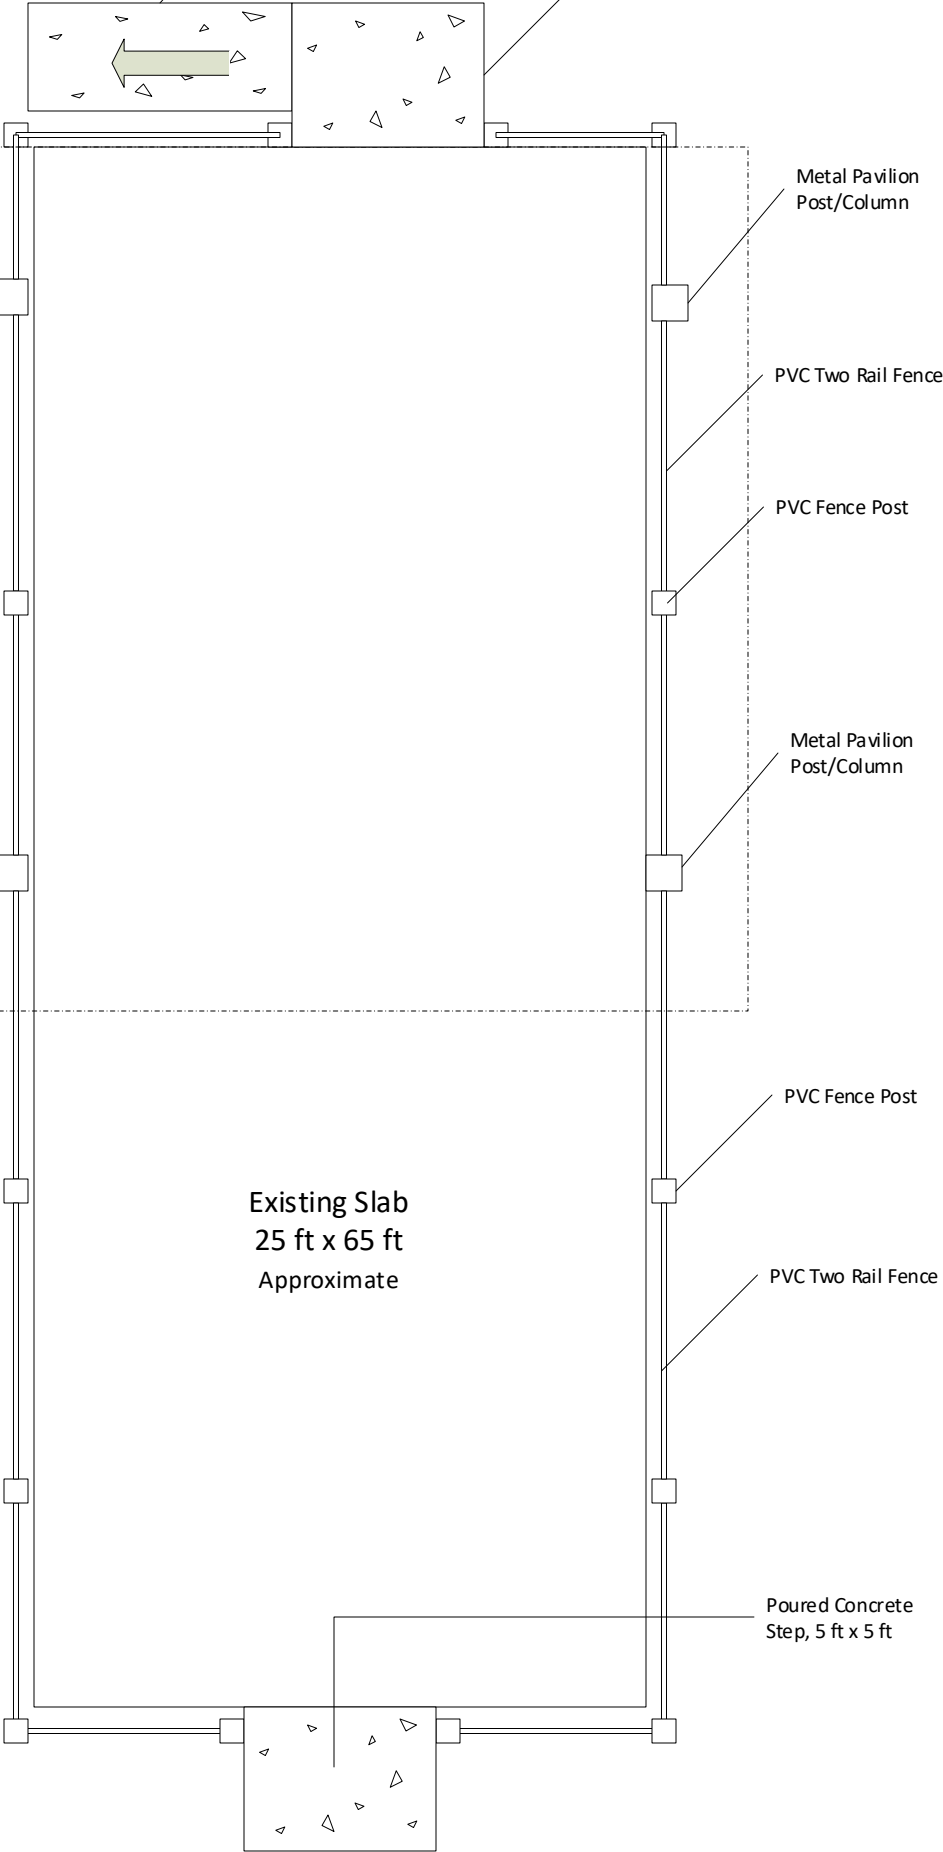 Metal Pavilion
Post/Column
PVC Two Rail Fence
PVC Fence Post
Metal Pavilion
Post/Column
PVC Fence Post
Existing Slab
25 ft x 65 ft
Approximate
PVC Two Rail Fence
Poured Concrete
Step, 5 ft x 5 ft